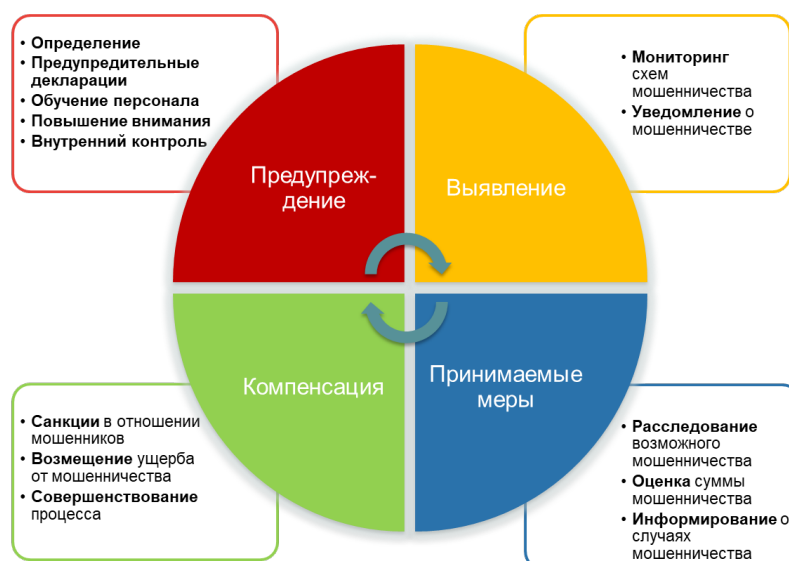 • Определение
• Предупредительные
декларации
• Обучение персонала
• Повышение внимания
• Внутренний контроль
• Мониторинг
схем
мошенничества
• Уведомление о
мошенничестве
Предупреж-
дение
Выявление
Компенсация
Принимаемые
меры
• Санкции в отношении
мошенников
• Возмещение ущерба
от мошенничества
• Совершенствование
процесса
• Расследование
возможного
мошенничества
• Оценка суммы
мошенничества
• Информирование о
случаях
мошенничества